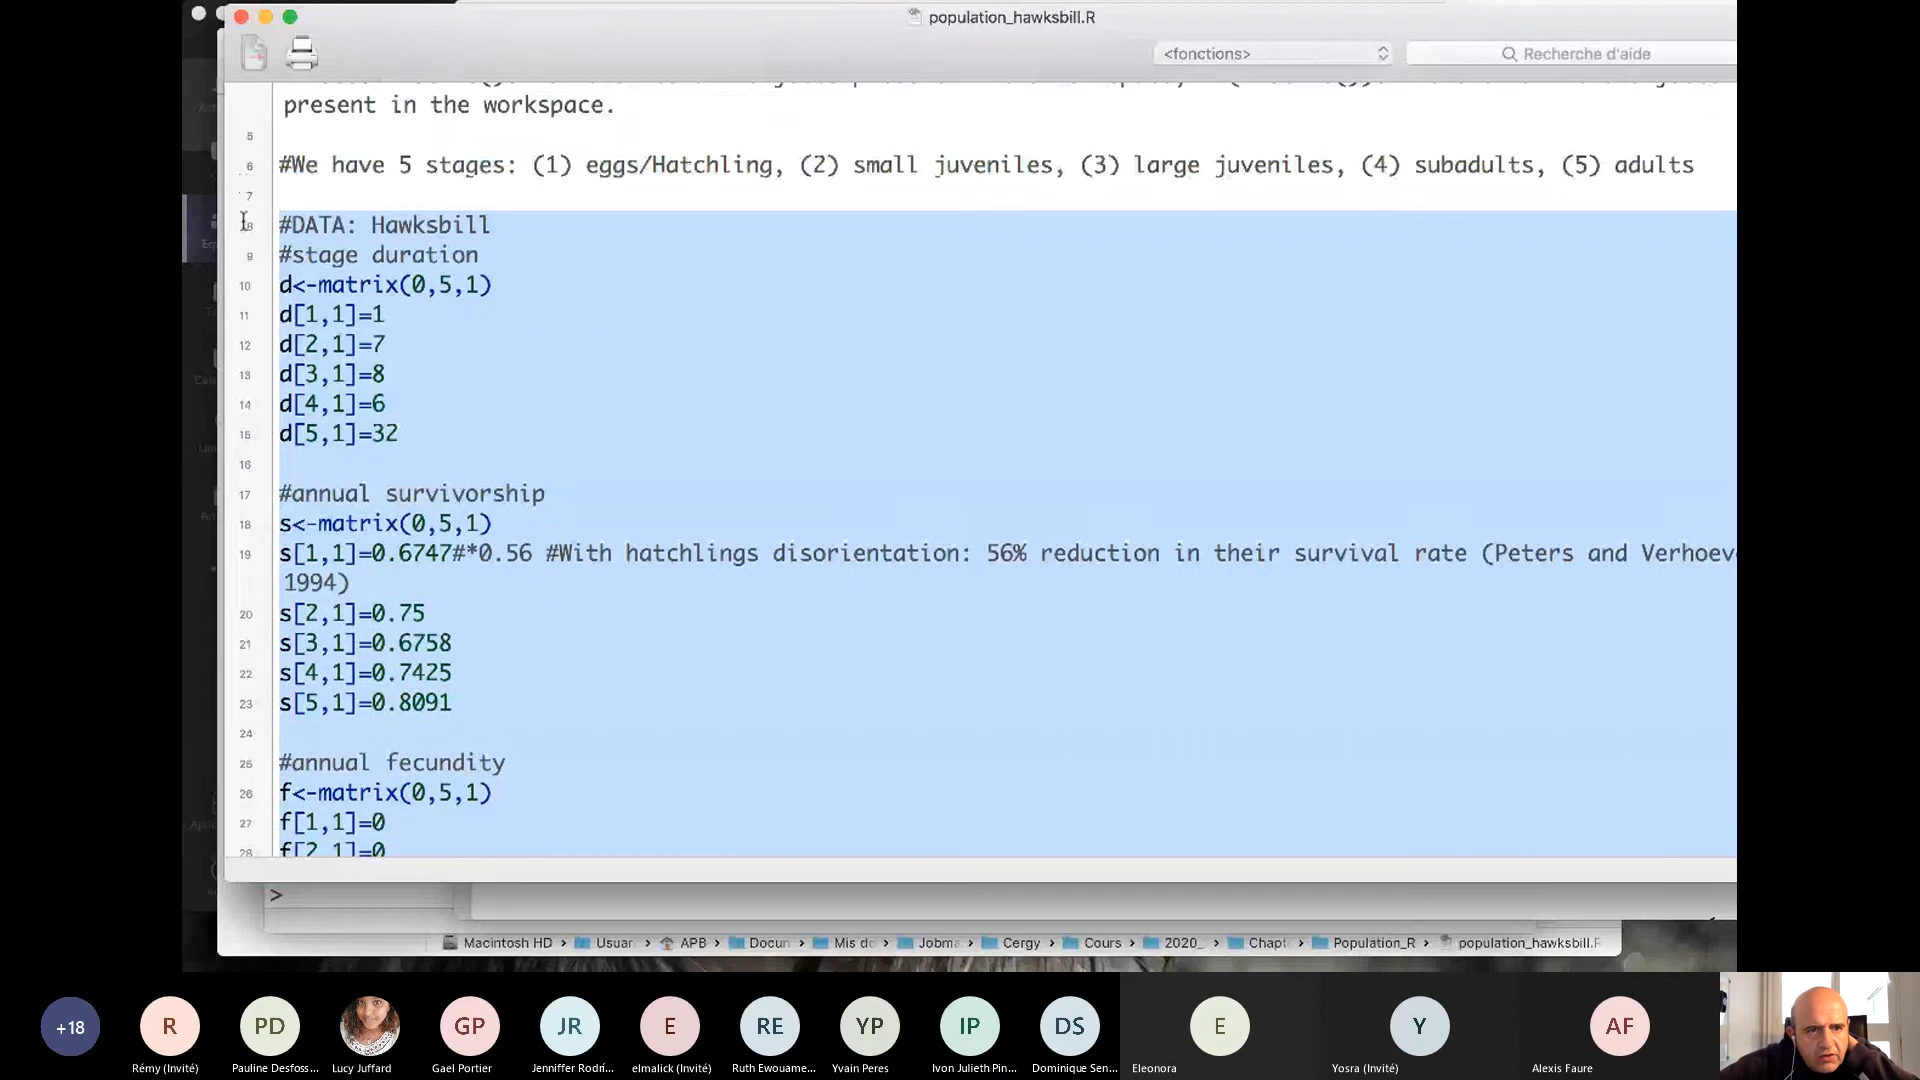 population_hawksbill.R
<fonctions>
Recherche d'aide
present in the workspace.
5
6 #We have 5 stages: (1) eggs/Hatchling, (2) small juveniles, (3) large juveniles, (4) subadults, (5) adults
7
8 #DATA: Hawksbill
9 #stage duration
10 d<-matrix(0,5,1)
11 d[1,1]=1
12 d[2,1]=7
13 d[3,1]=8
14 d[4,1]=6
15 d[5,1]=32
16
17 #annual survivorship
18 s<-matrix(0,5,1)
19 s[1,1]=0.6747#*0.56 #With hatchlings disorientation: 56% reduction in their survival rate (Peters and Verhoev
1994)
20 s[2,1]=0.75
21 s[3,1]=0.6758
22 s[4,1]=0.7425
23 s[5,1]=0.8091
24
25 #annual fecundity
26 f<-matrix(0,5,1)
27 f[1,1]=0
28 f[2,1]=0
>
Macintosh HD > Usuar > APB > Docun > Mis do > Jobma > Cergy > Cours > 2020_ > Chapt > Population_R > population_hawksbill.R
+18 R PD GP JR E RE YP IP DS E Y AF
Rémy (Invité) Pauline Desfoss... Lucy Juffard Gael Portier Jenniffer Rodrí... elmalick (Invité) Ruth Ewouame... Yvain Peres Ivon Julieth Pin... Dominique Sen... Eleonora Yosra (Invité) Alexis Faure